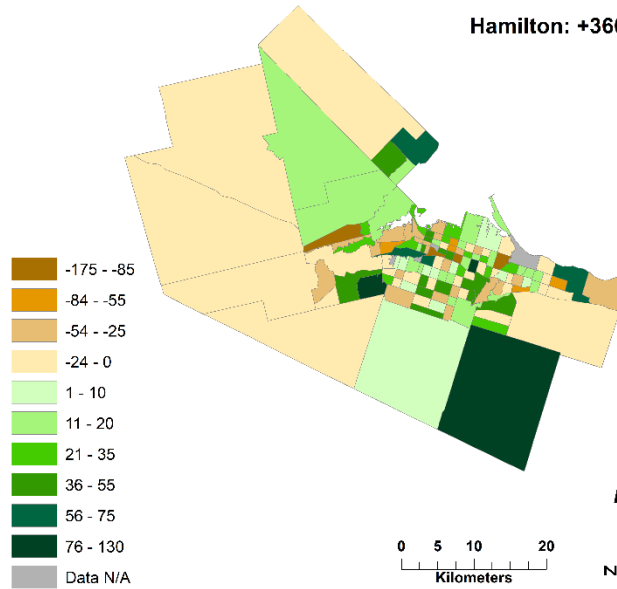 Hamilton: +360
-175 - -85
-84 - -55
-54 - -25
-24 - 0
1 - 10
11 - 20
21 - 35
36 - 55
56 - 75
76 - 130
Data N/A
0 5 10 20
Kilometers